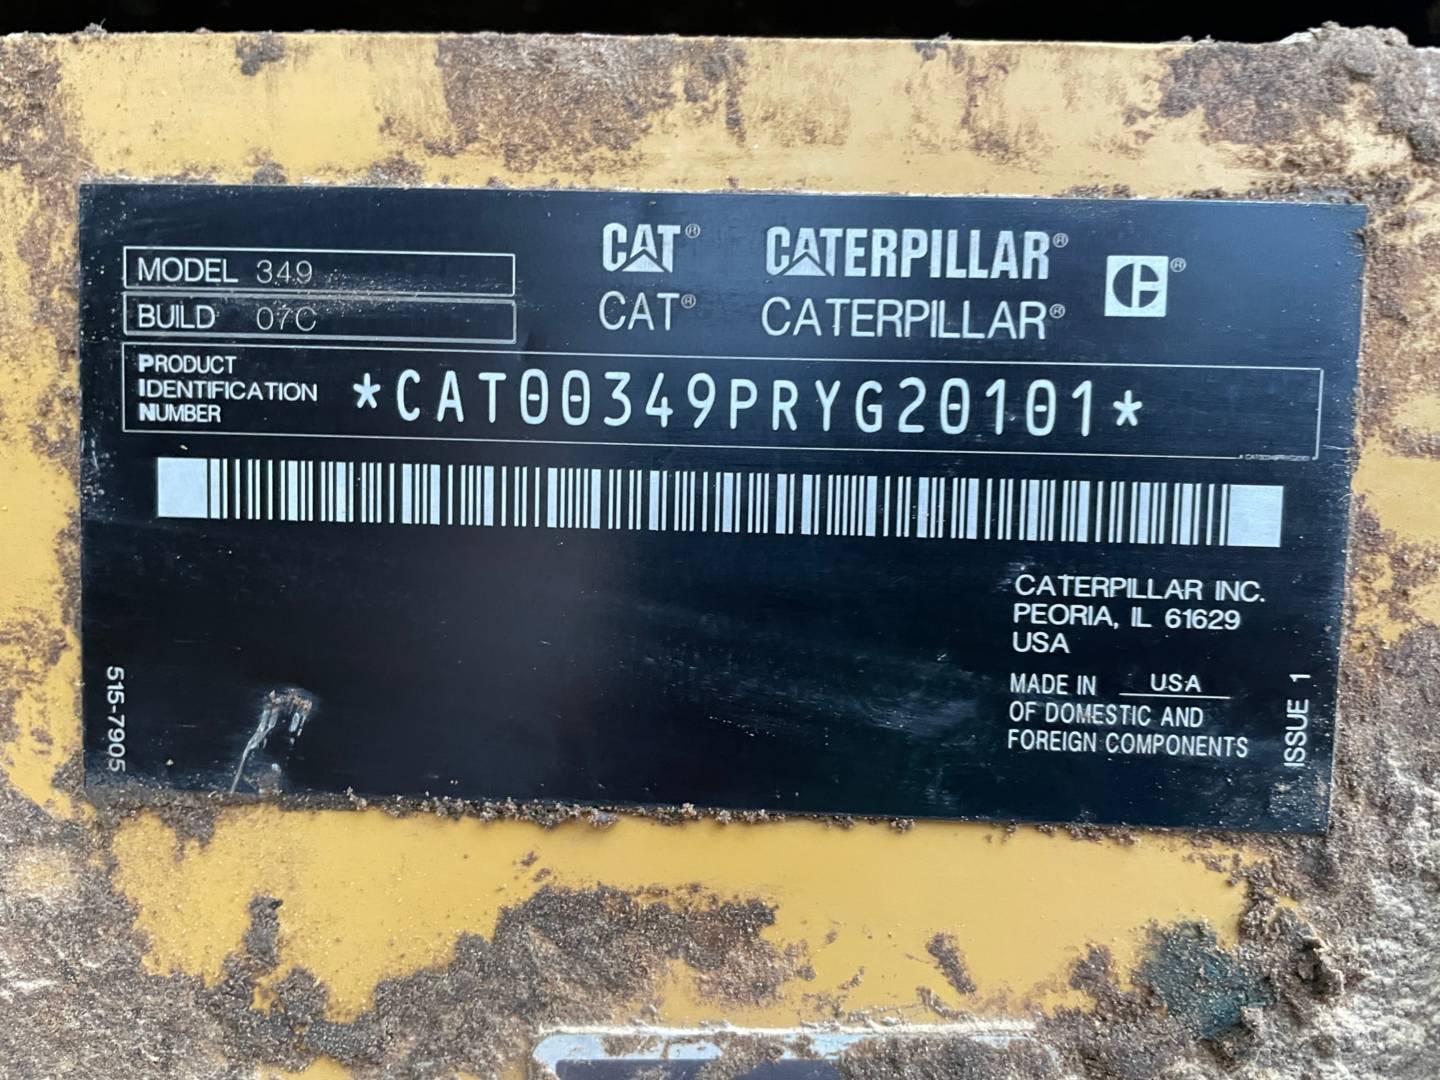 CAT® CATERPILLAR®
CAT® CATERPILLAR®
MODEL 349
BUILD 07C
PRODUCT
IDENTIFICATION
NUMBER
*CAT00349PRYG20101*
CATERPILLAR INC.
PEORIA, IL 61629
USA
MADE IN USA
OF DOMESTIC AND
FOREIGN COMPONENTS
515-7905
ISSUE 1